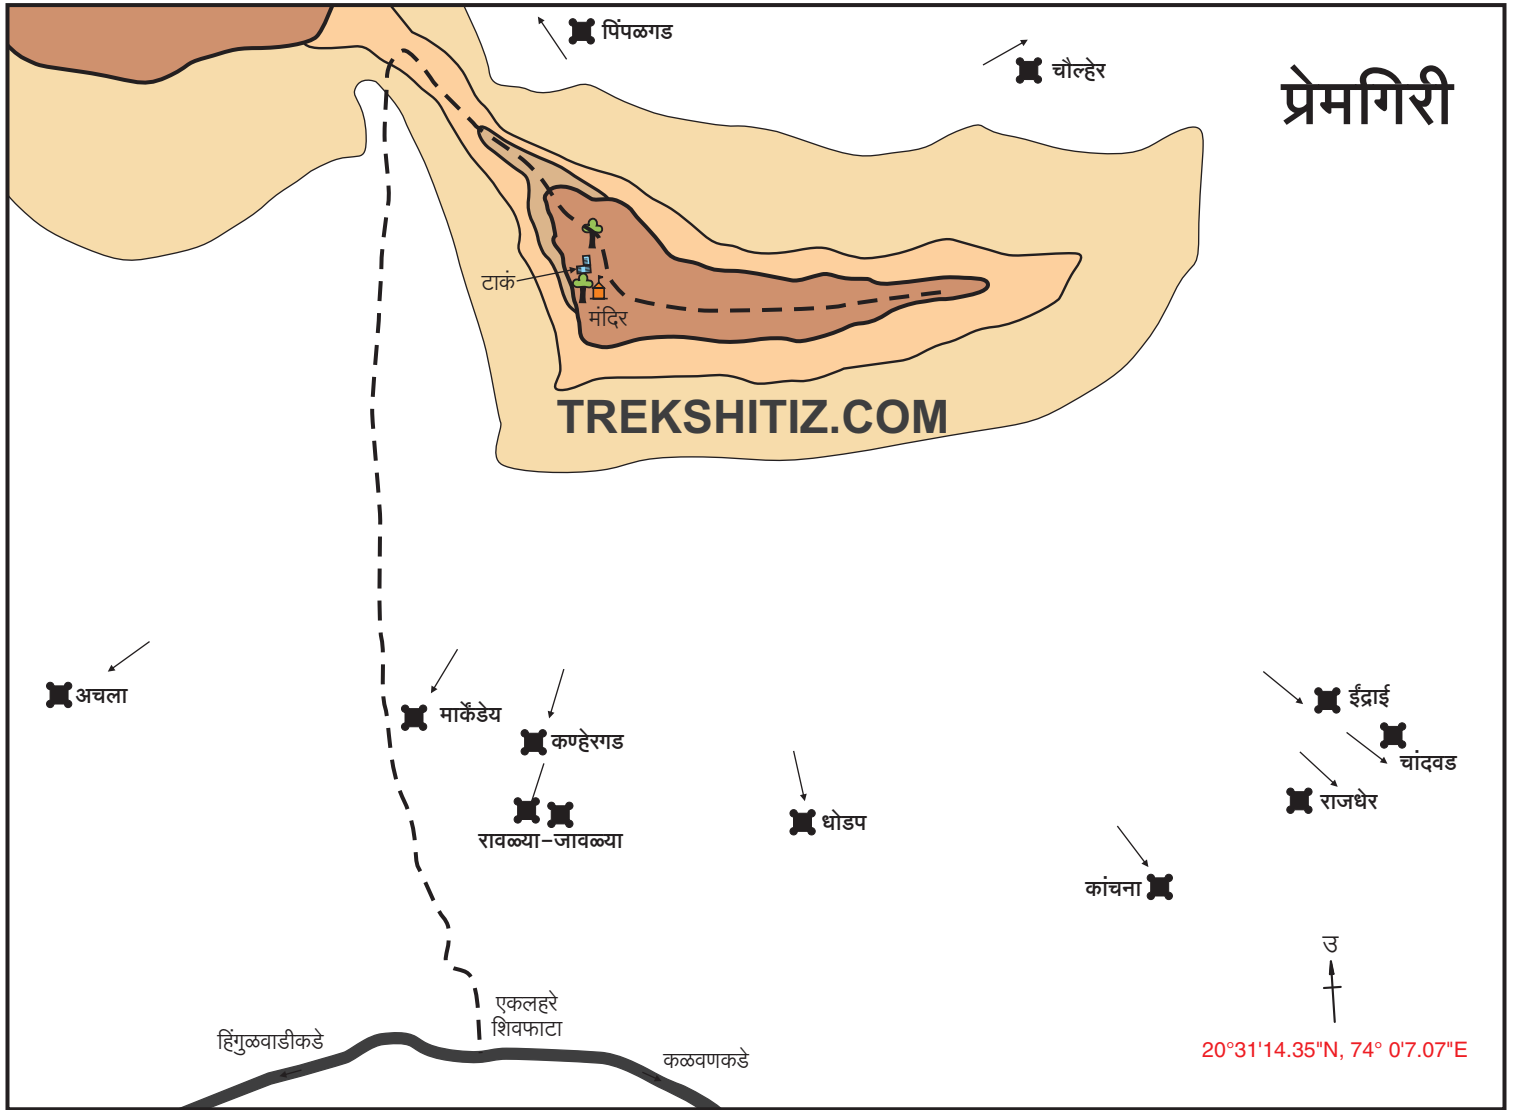 पिंपळगड
चौल्हेर
प्रेमगिरी
टाकं
मंदिर
TREKSHITIZ.COM
अचला
मार्केंडेय
कण्हेरगड
रावळ्या-जावळ्या
धोडप
ईंद्राई
चांदवड
राजधेर
कांचना
उ
एकलहरे
शिवफाटा
हिंगुळवाडीकडे
कळवणकडे
20°31'14.35"N, 74° 0'7.07"E